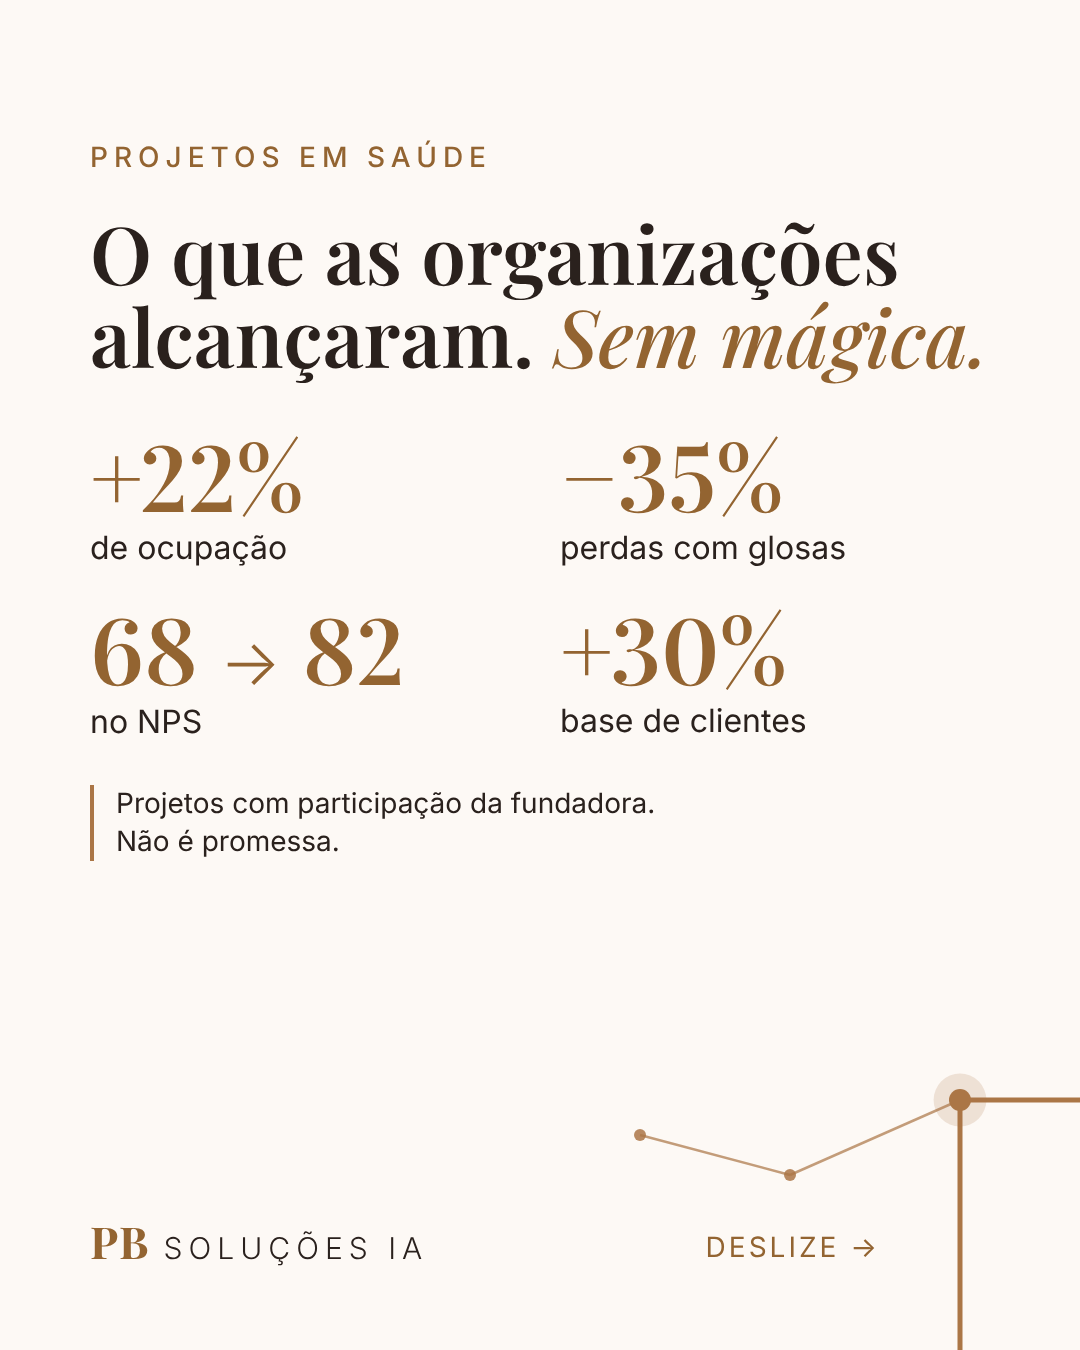 PROJETOS EM SAÚDE
O que as organizações
alcançaram. Sem mágica.
+22%
de ocupação
−35%
perdas com glosas
68 → 82
no NPS
+30%
base de clientes
Projetos com participação da fundadora.
Não é promessa.
PB SOLUÇÕES IA
DESLIZE →